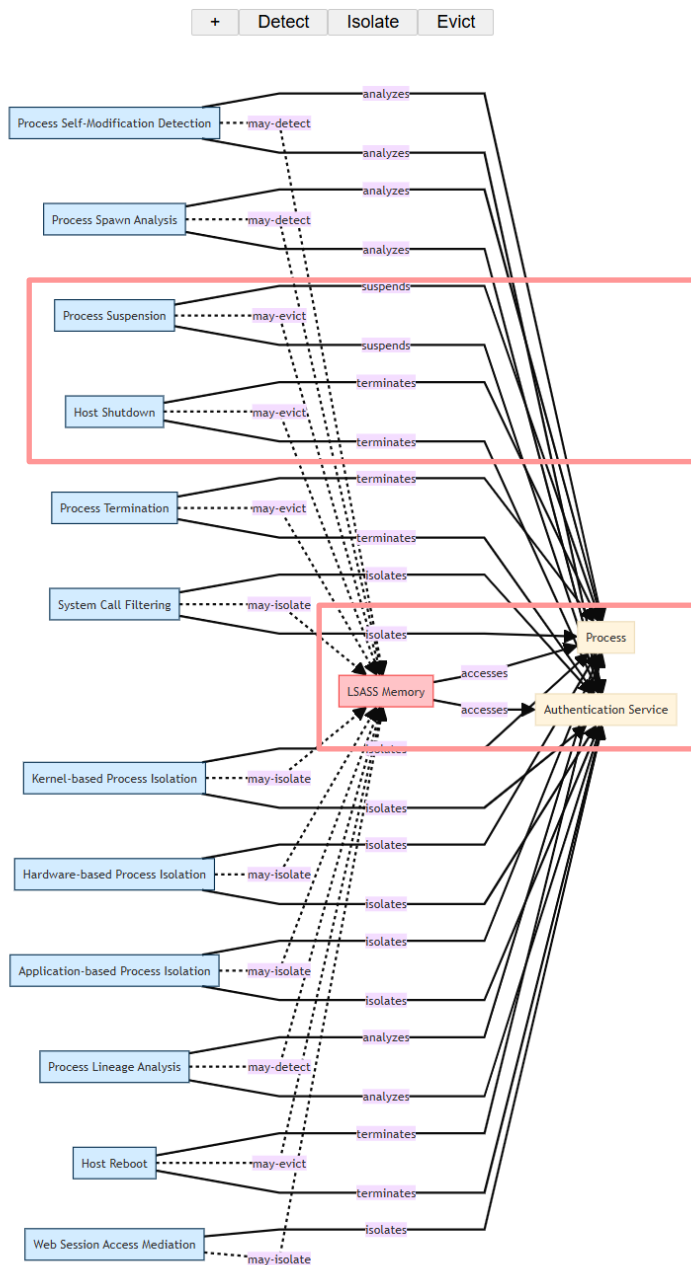 + Detect Isolate Evict
analyzes
Process Self-Modification Detection may-detect
analyzes
analyzes
Process Spawn Analysis may-detect
analyzes
suspends
Process Suspension may-evict
suspends
terminates
Host Shutdown may-evict
terminates
terminates
Process Termination may-evict
terminates
isolates
System Call Filtering may-isolate
isolates Process
accesses
LSASS Memory
accesses Authentication Service
isolates
Kernel-based Process Isolation may-isolate
isolates
isolates
Hardware-based Process Isolation may-isolate
isolates
isolates
Application-based Process Isolation may-isolate
isolates
analyzes
Process Lineage Analysis may-detect
analyzes
terminates
Host Reboot may-evict
terminates
isolates
Web Session Access Mediation
may-isolate